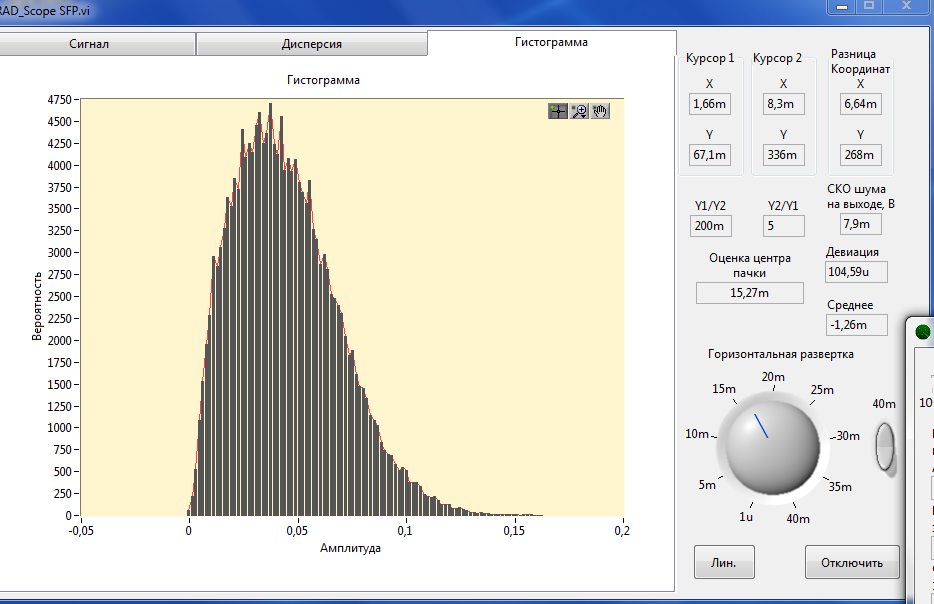 RAD_Scope SFP.vi
Сигнал
Дисперсия
Гистограмма
Гистограмма
Вероятность
4750
4500
4250
4000
3750
3500
3250
3000
2750
2500
2250
2000
1750
1500
1250
1000
750
500
250
0
-0,05
0
0,05
0,1
0,15
0,2
Амплитуда
Курсор 1
X
1,66m
Y
67,1m
Курсор 2
X
8,3m
Y
336m
Разница
Координат
X
6,64m
Y
268m
Y1/Y2
200m
Y2/Y1
5
СКО шума
на выходе, В
7,9m
Оценка центра
пачки
15,27m
Девиация
104,59u
Среднее
-1,26m
Горизонтальная развертка
1u
5m
10m
15m
20m
25m
30m
35m
40m
40m
Лин.
Отключить
10